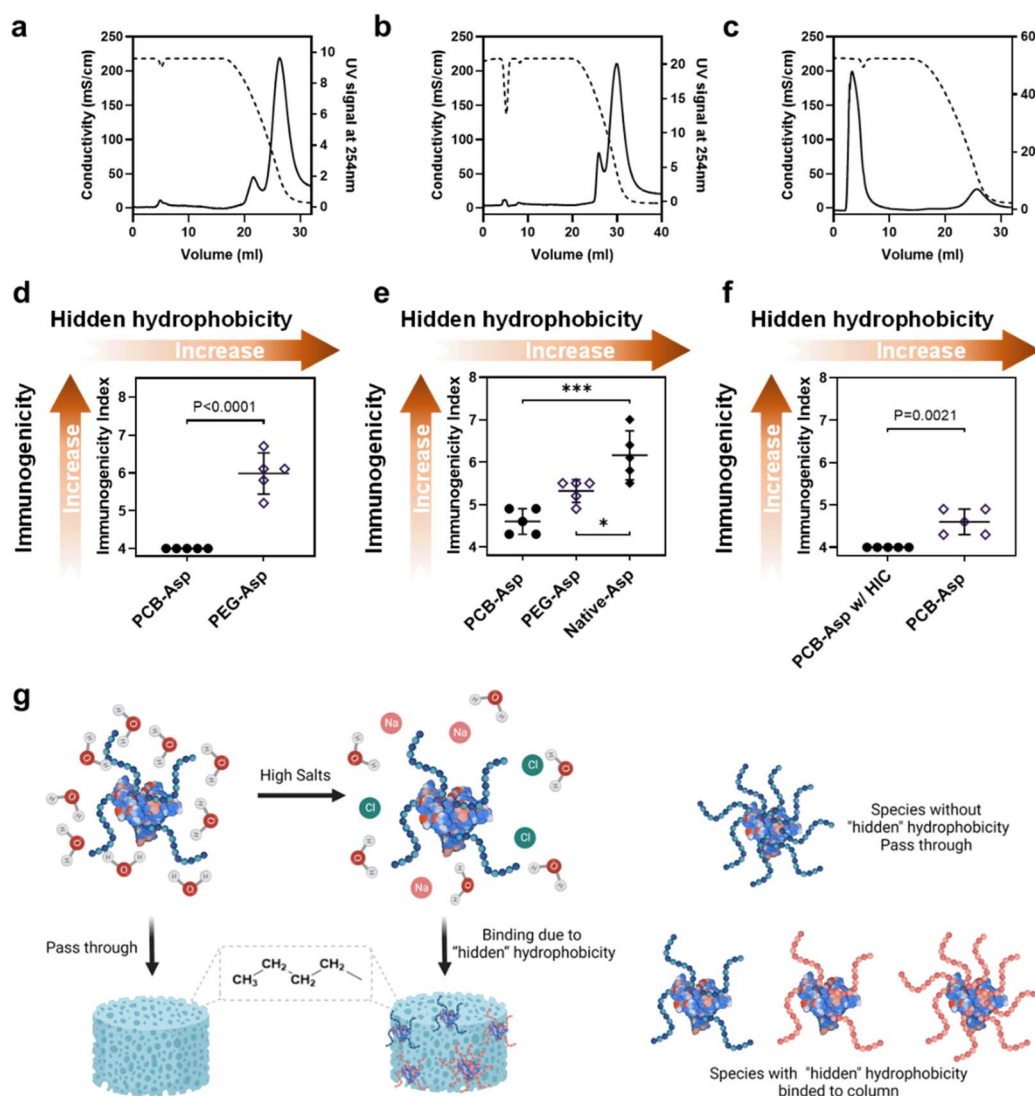 a
Conductivity (mS/cm)
250
200
150
100
50
0
0 10 20 30
Volume (ml)
10
8
6
4
2
0
UV signal at 254nm
b
Conductivity (mS/cm)
250
200
150
100
50
0
0 10 20 30 40
Volume (ml)
20
15
10
5
0
UV signal at 254nm
c
Conductivity (mS/cm)
250
200
150
100
50
0
0 10 20 30
Volume (ml)
60
40
20
0
d
Hidden hydrophobicity
Increase
Immunogenicity
Increase
Immunogenicity Index
8
7
6
5
4
P<0.0001
PCB-Asp
PEG-Asp
e
Hidden hydrophobicity
Increase
Immunogenicity
Increase
Immunogenicity Index
8
7
6
5
4
***
*
PCB-Asp
PEG-Asp
Native-Asp
f
Hidden hydrophobicity
Increase
Immunogenicity
Increase
Immunogenicity Index
8
7
6
5
4
P=0.0021
PCB-Asp w/ HIC
PCB-Asp
g
High Salts
Na
Na
Cl
Cl
Cl
Na
Species without
"hidden" hydrophobicity
Pass through
Pass through
Binding due to
"hidden" hydrophobicity
CH₂ CH₂
CH₃ CH₂
Species with "hidden" hydrophobicity
binded to column